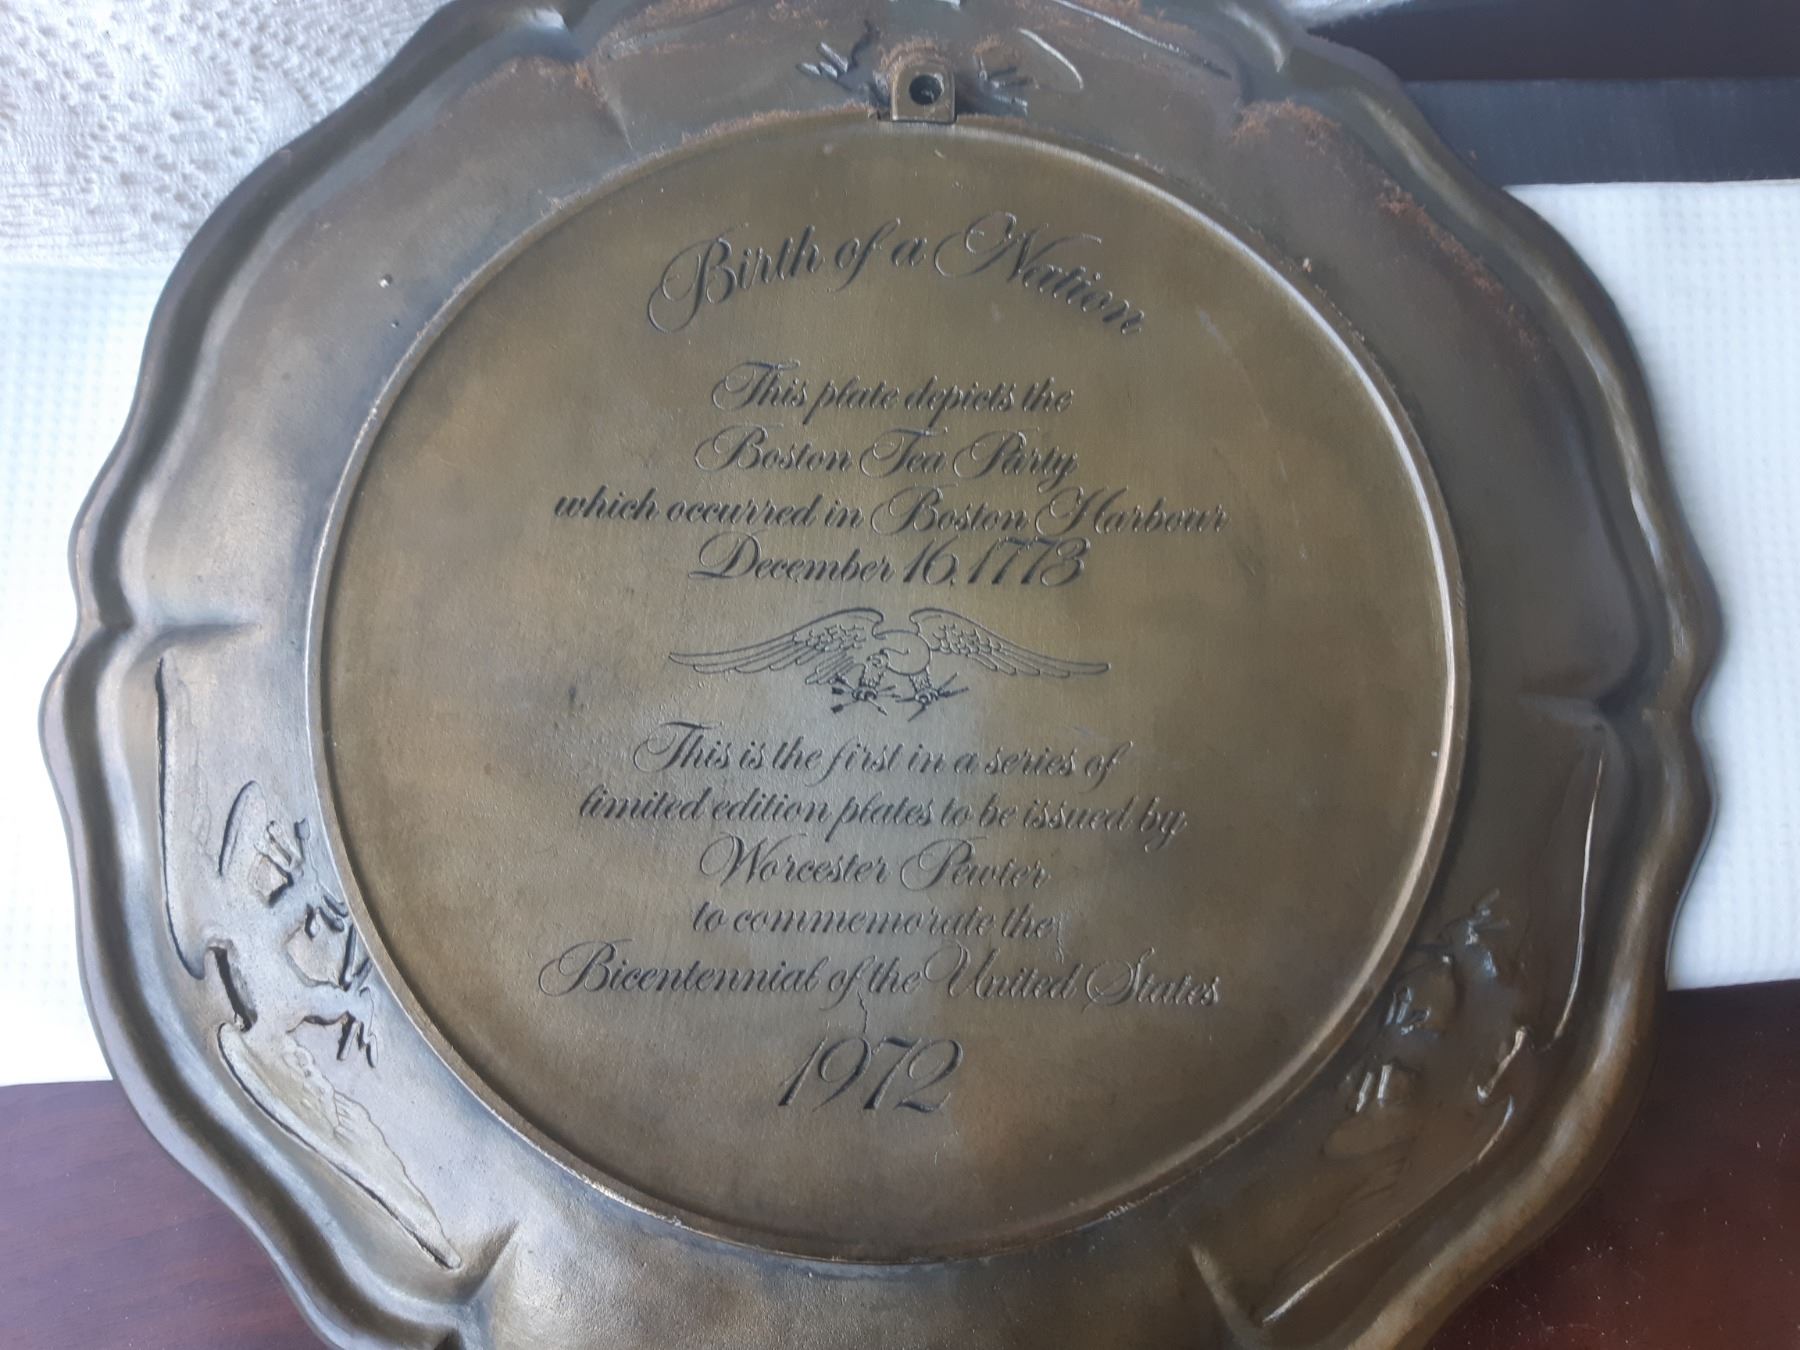 Birth of a Nation
This plate depicts the
Boston Tea Party
which occurred in Boston Harbour
December 16, 1773
This is the first in a series of
limited edition plates to be issued by
Worcester Pewter
to commemorate the
Bicentennial of the United States
1972